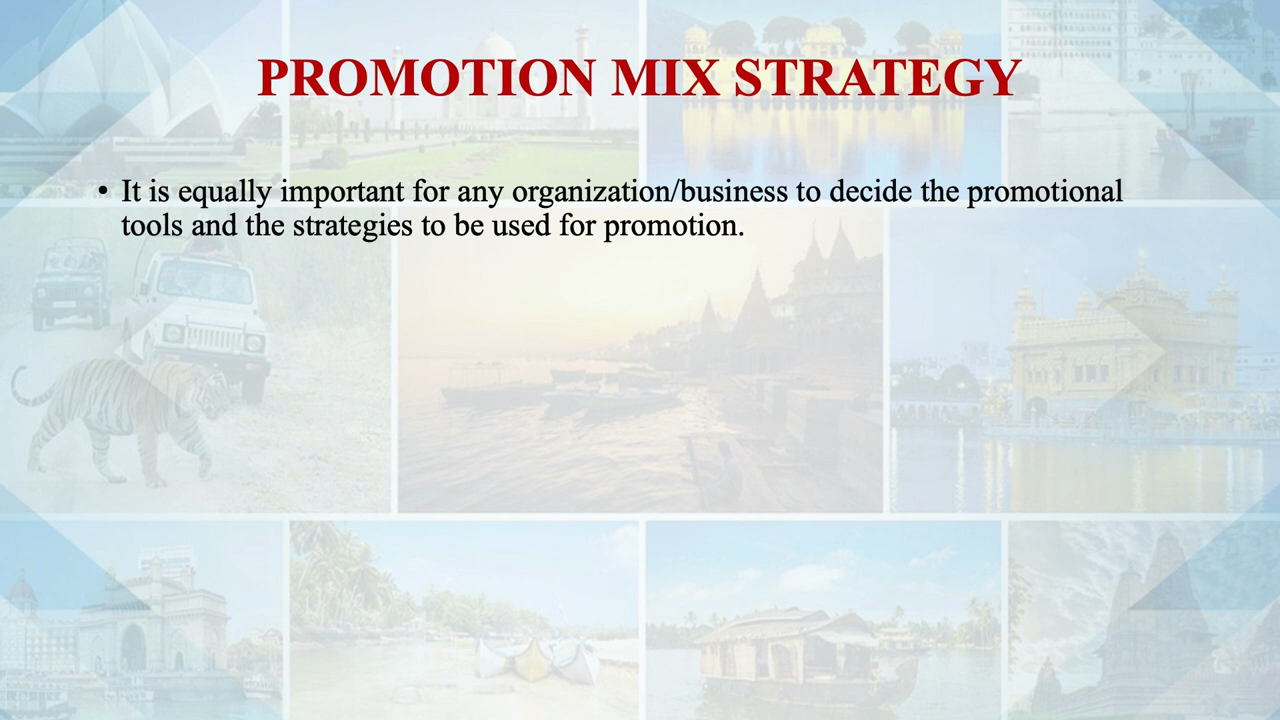 PROMOTION MIX STRATEGY
• It is equally important for any organization/business to decide the promotional
tools and the strategies to be used for promotion.